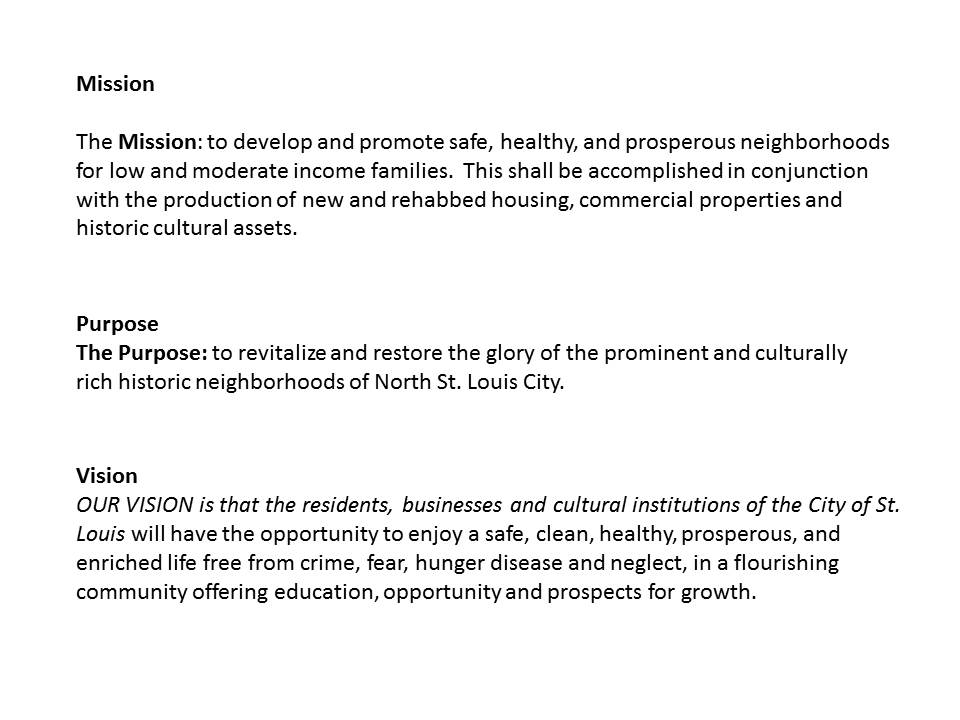 Mission
The Mission: to develop and promote safe, healthy, and prosperous neighborhoods
for low and moderate income families.  This shall be accomplished in conjunction
with the production of new and rehabbed housing, commercial properties and
historic cultural assets.
Purpose
The Purpose: to revitalize and restore the glory of the prominent and culturally
rich historic neighborhoods of North St. Louis City.
Vision
OUR VISION is that the residents, businesses and cultural institutions of the City of St.
Louis will have the opportunity to enjoy a safe, clean, healthy, prosperous, and
enriched life free from crime, fear, hunger disease and neglect, in a flourishing
community offering education, opportunity and prospects for growth.